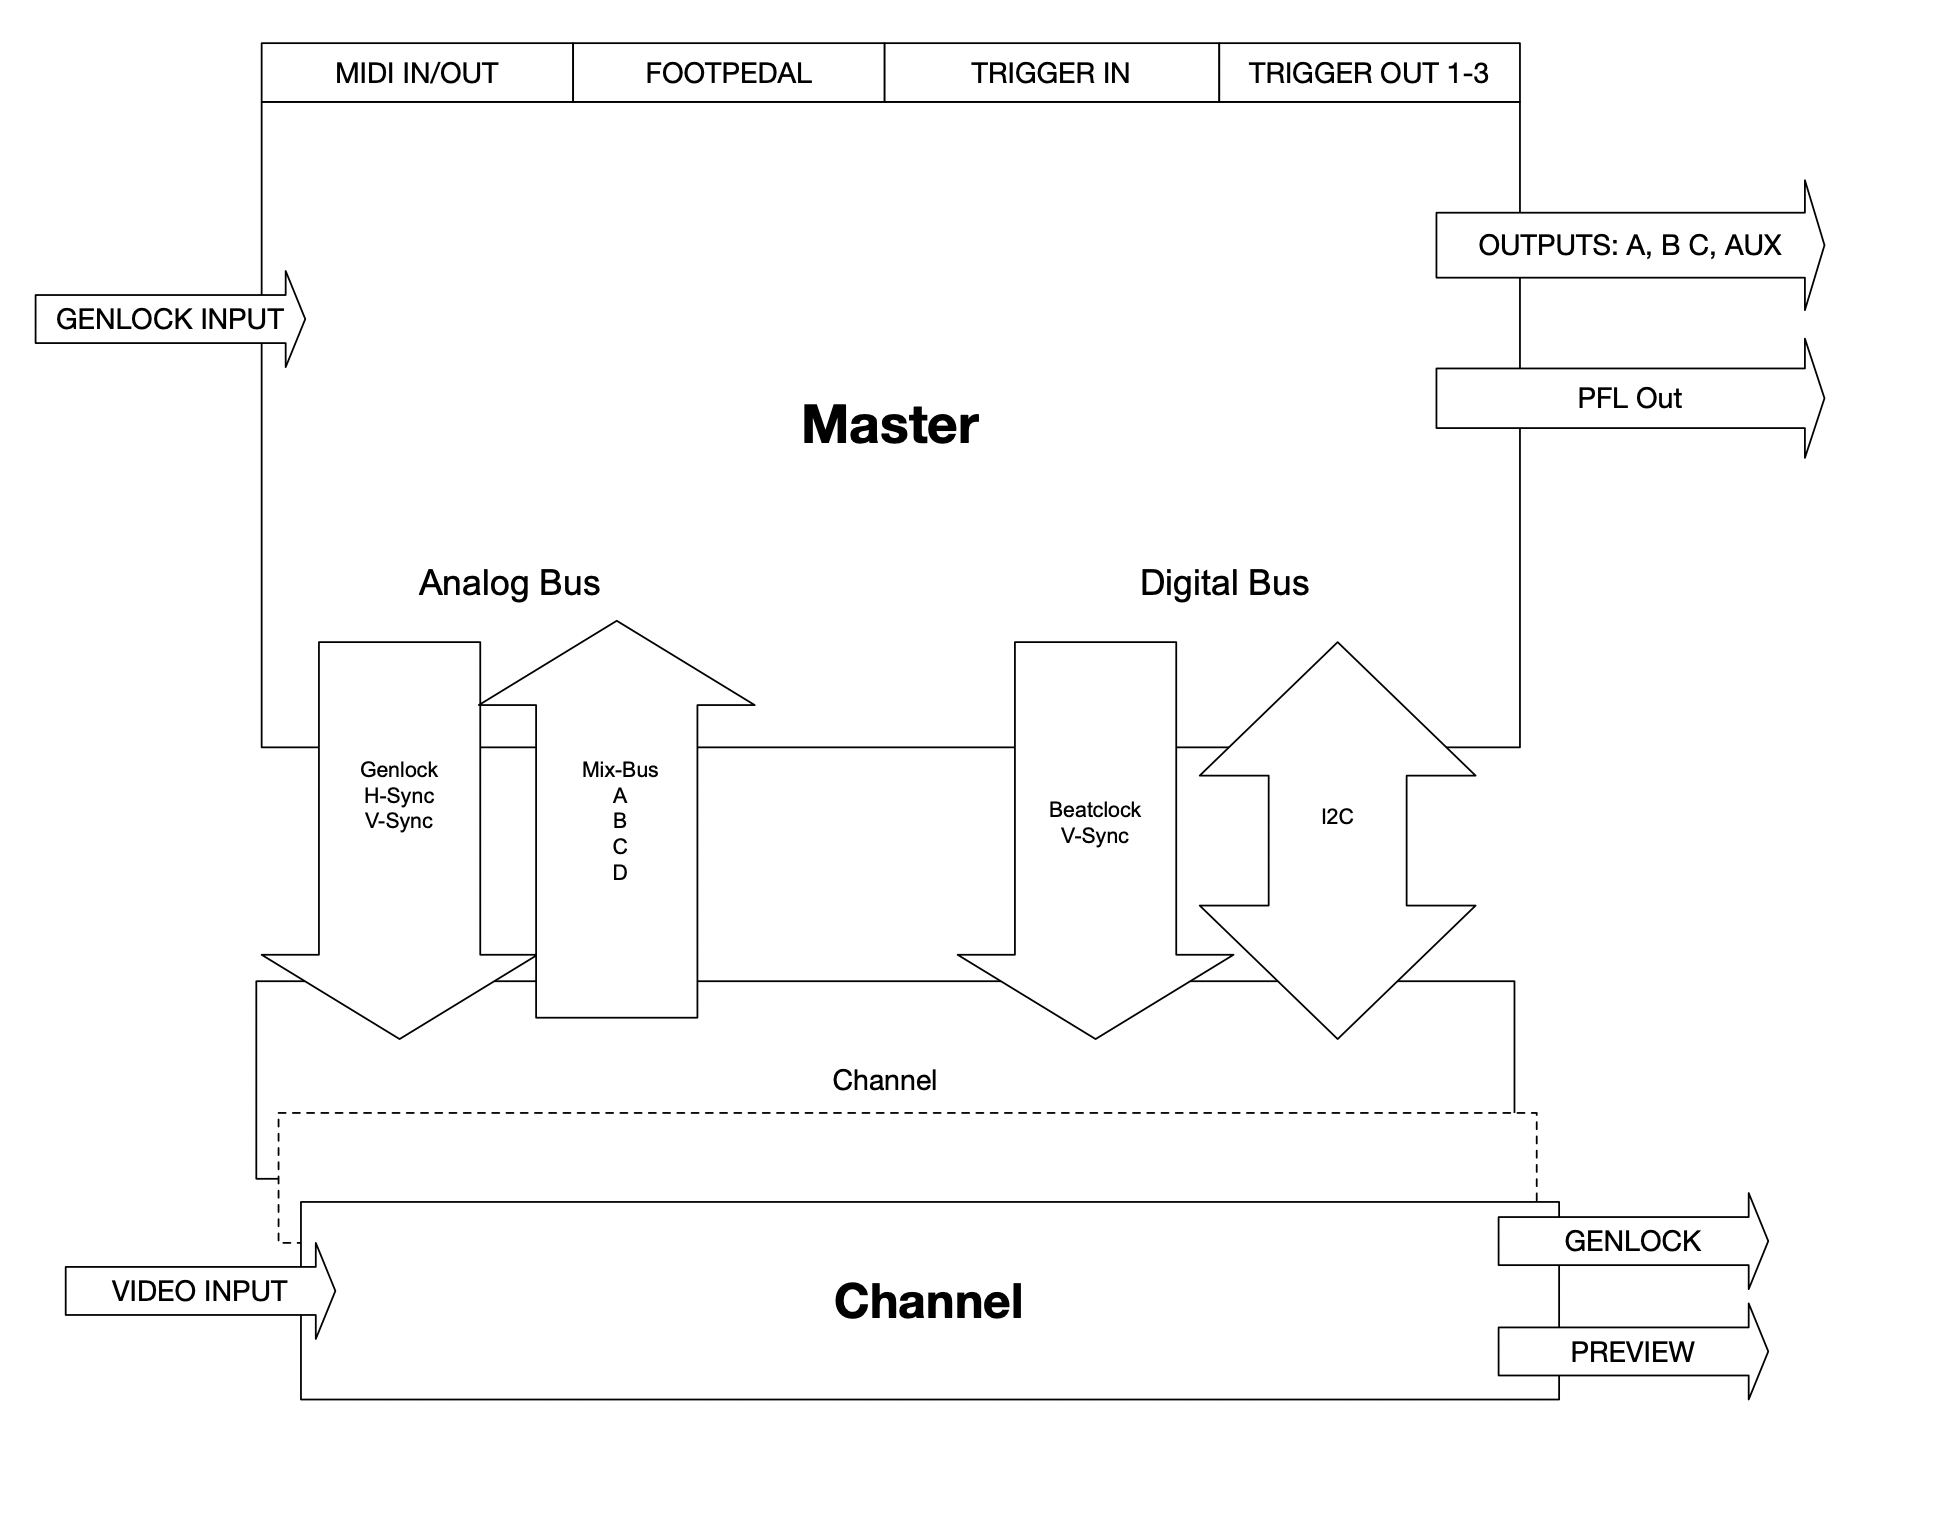 MIDI IN/OUT
FOOTPEDAL
TRIGGER IN
TRIGGER OUT 1-3
OUTPUTS: A, B C, AUX
GENLOCK INPUT
PFL Out
Master
Analog Bus
Digital Bus
Genlock
H-Sync
V-Sync
Mix-Bus
A
B
C
D
Beatclock
V-Sync
I2C
Channel
GENLOCK
VIDEO INPUT
Channel
PREVIEW